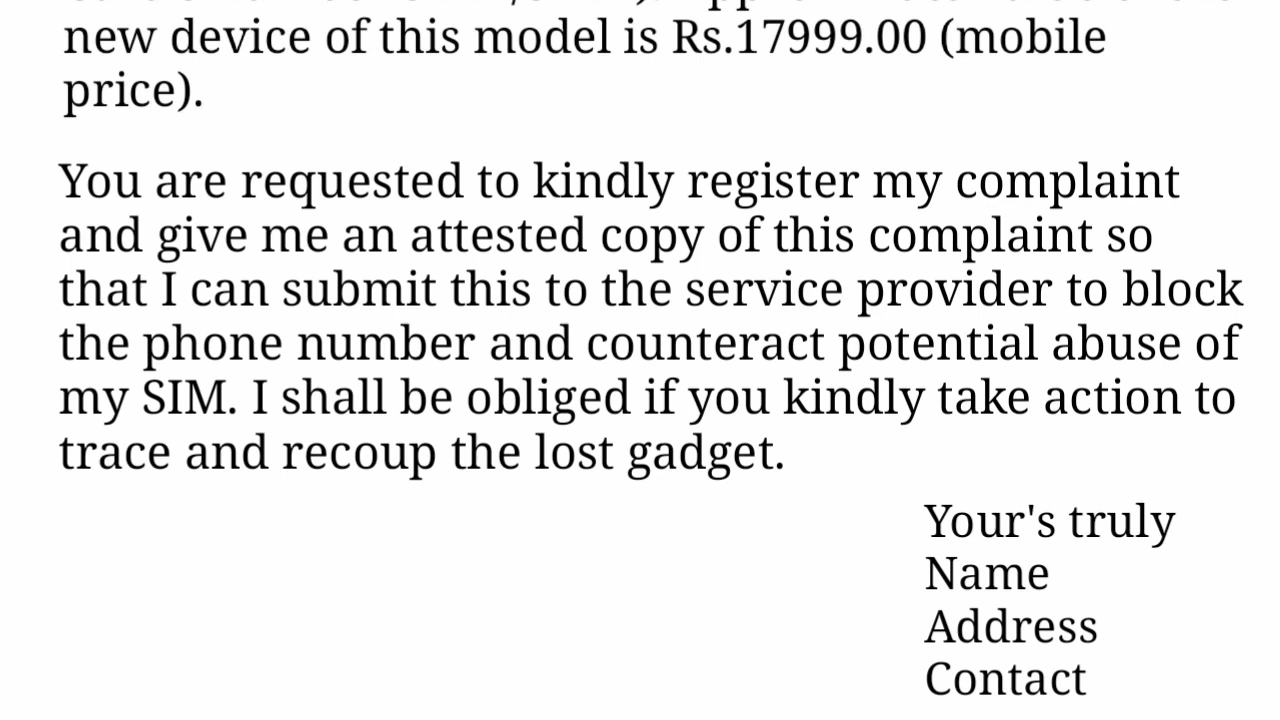 new device of this model is Rs.17999.00 (mobile
price).
You are requested to kindly register my complaint
and give me an attested copy of this complaint so
that I can submit this to the service provider to block
the phone number and counteract potential abuse of
my SIM. I shall be obliged if you kindly take action to
trace and recoup the lost gadget.
Your's truly
Name
Address
Contact